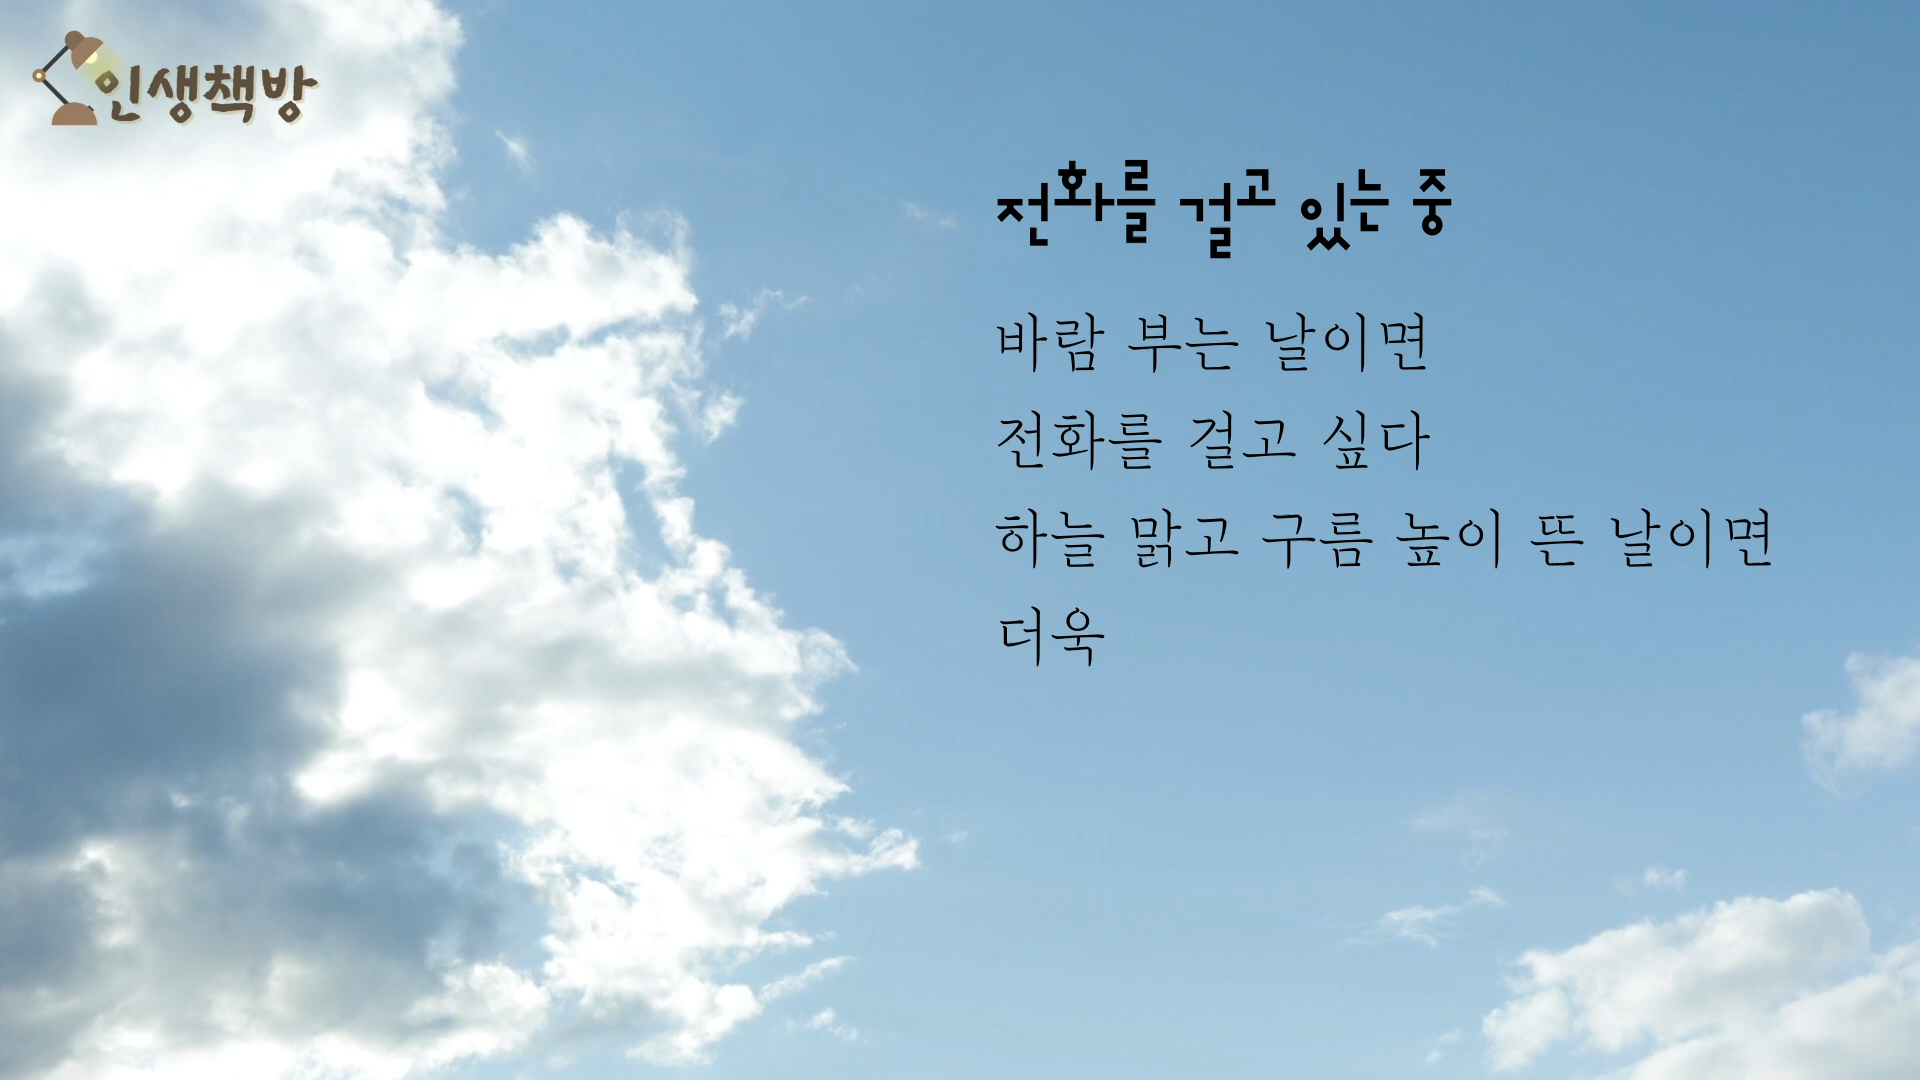 인생책방
전화를 걸고 있는 중
바람 부는 날이면
전화를 걸고 싶다
하늘 맑고 구름 높이 뜬 날이면
더욱